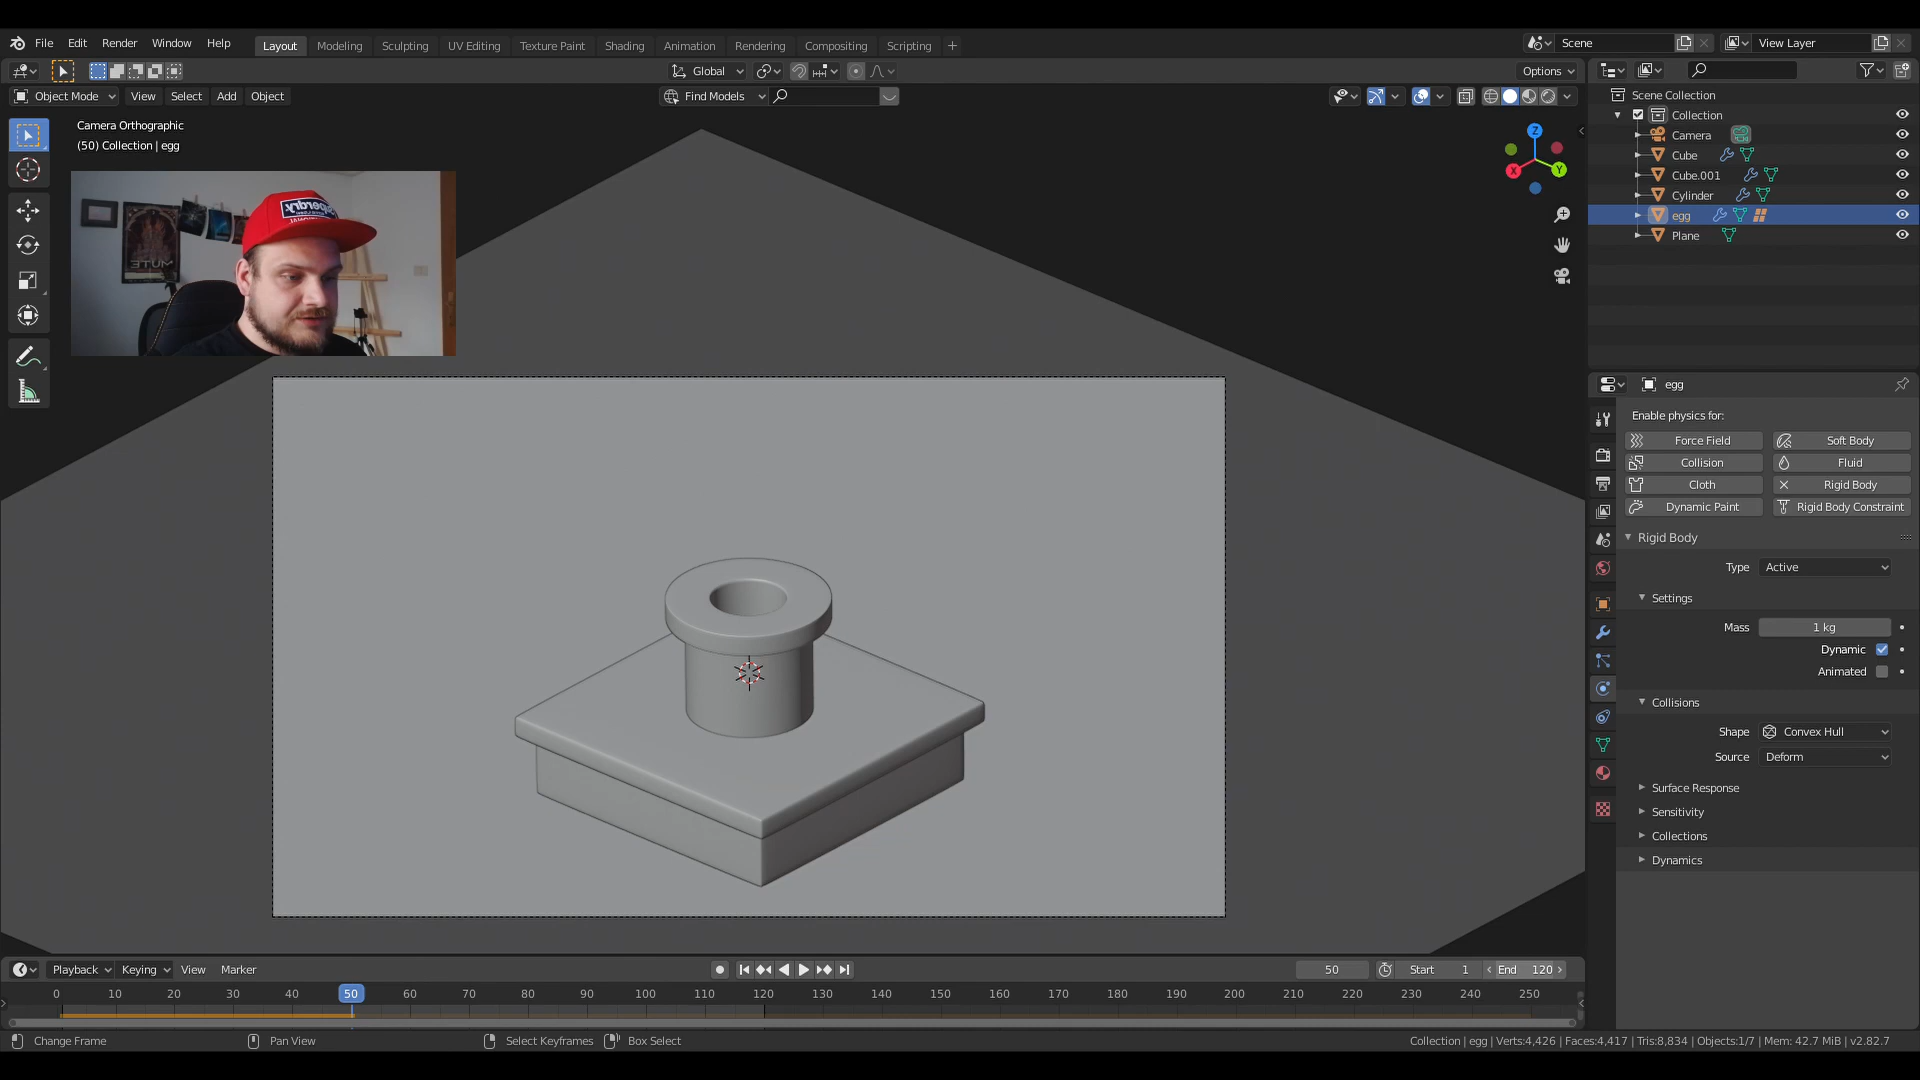 File Edit Render Window Help
Layout Modeling Sculpting UV Editing Texture Paint Shading Animation Rendering Compositing Scripting +
Scene
View Layer
Global
Options
Object Mode View Select Add Object
Find Models
Camera Orthographic
(50) Collection | egg
Z
X
Y
MUTE
Superdry
Scene Collection
Collection
Camera
Cube
Cube.001
Cylinder
egg
Plane
egg
Enable physics for:
Force Field Soft Body
Collision Fluid
Cloth Rigid Body
Dynamic Paint Rigid Body Constraint
Rigid Body
Type Active
Settings
Mass 1 kg
Dynamic
Animated
Collisions
Shape Convex Hull
Source Deform
Surface Response
Sensitivity
Collections
Dynamics
Playback Keying View Marker
50 Start 1 End 120
0 10 20 30 40 50 60 70 80 90 100 110 120 130 140 150 160 170 180 190 200 210 220 230 240 250
Change Frame Pan View Select Keyframes Box Select
Collection | egg | Verts:4,426 | Faces:4,417 | Tris:8,834 | Objects:1/7 | Mem: 42.7 MiB | v2.82.7